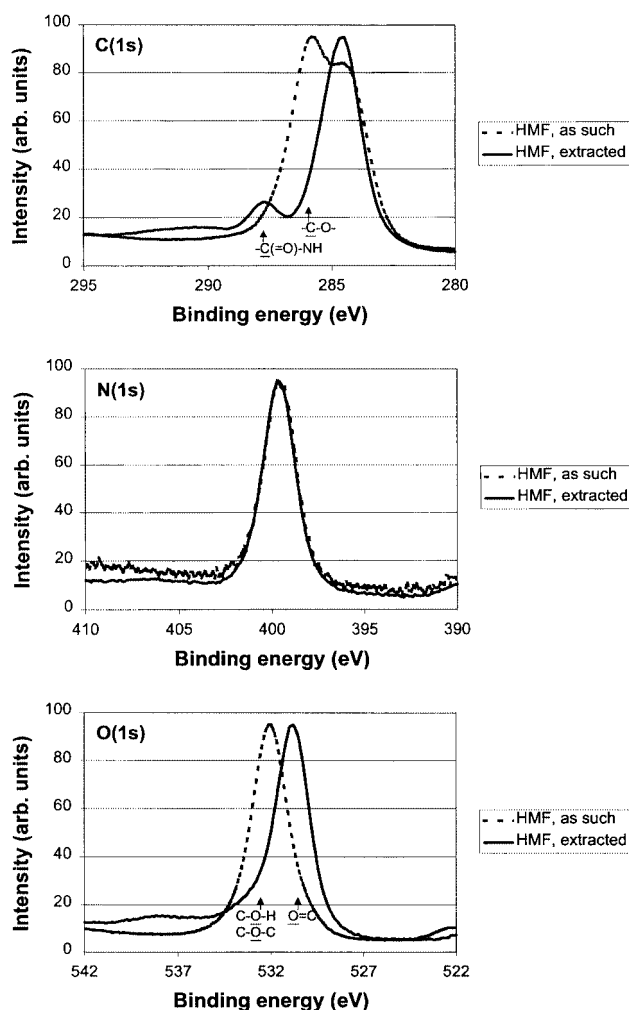 C(1s)
Intensity (arb. units)
100
80
60
40
20
0
-C-O-
-C(=O)-NH
295
290
285
280
Binding energy (eV)
HMF, as such
HMF, extracted
N(1s)
Intensity (arb. units)
100
80
60
40
20
0
410
405
400
395
390
Binding energy (eV)
HMF, as such
HMF, extracted
O(1s)
Intensity (arb. units)
100
80
60
40
20
0
C-O-H
O=C
C-O-C
542
537
532
527
522
Binding energy (eV)
HMF, as such
HMF, extracted